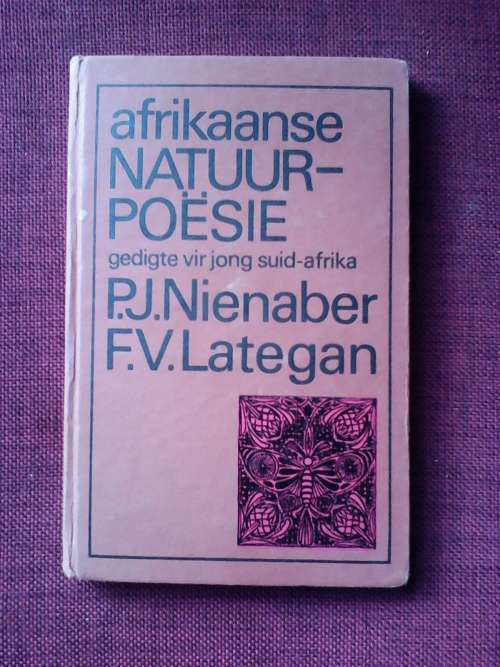 afrikaanse
NATUUR-
POËSIE
gedigte vir jong suid-afrika
P.J.Nienaber
F.V.Lategan